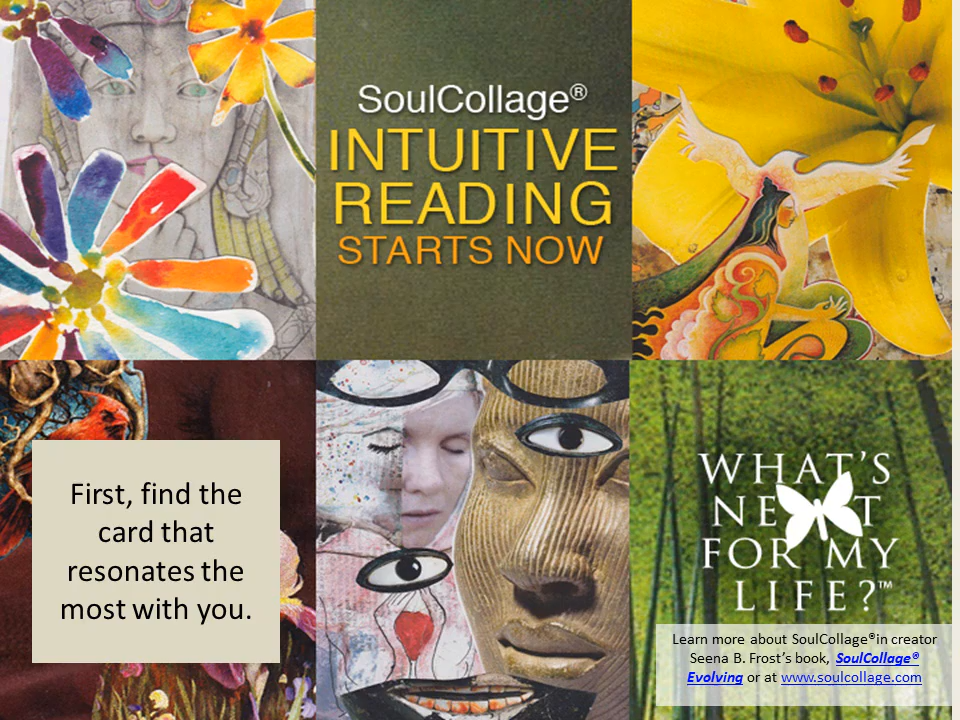 SoulCollage®
INTUITIVE
READING
STARTS NOW
First, find the
card that
resonates the
most with you.
WHAT'S
NEXT
FOR MY
LIFE?™
Learn more about SoulCollage®in creator
Seena B. Frost’s book, SoulCollage®
Evolving or at www.soulcollage.com